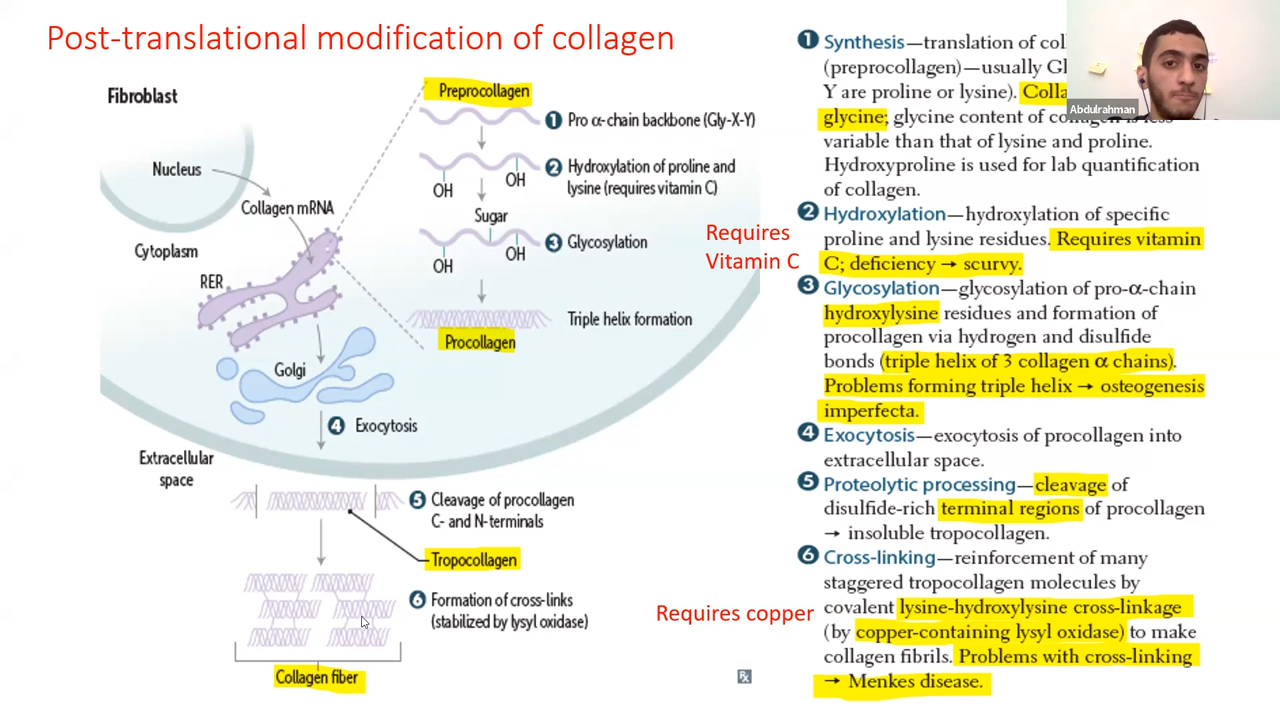 Post-translational modification of collagen
Fibroblast
Nucleus
Collagen mRNA
Cytoplasm
RER
Golgi
4 Exocytosis
Extracellular
space
Preprocollagen
1 Pro α-chain backbone (Gly-X-Y)
2 Hydroxylation of proline and
lysine (requires vitamin C)
OH
OH
Sugar
3 Glycosylation
OH
OH
Triple helix formation
Procollagen
5 Cleavage of procollagen
C- and N-terminals
Tropocollagen
6 Formation of cross-links
(stabilized by lysyl oxidase)
Collagen fiber
Rx
Requires
Vitamin C
Requires copper
1 Synthesis—translation of
(preprocollagen)—usually
Y are proline or lysine).
glycine; glycine content of collagen is less
variable than that of lysine and proline.
Hydroxyproline is used for lab quantification
of collagen.
2 Hydroxylation—hydroxylation of specific
proline and lysine residues. Requires vitamin
C; deficiency → scurvy.
3 Glycosylation—glycosylation of pro-α-chain
hydroxylysine residues and formation of
procollagen via hydrogen and disulfide
bonds (triple helix of 3 collagen α chains).
Problems forming triple helix → osteogenesis
imperfecta.
4 Exocytosis—exocytosis of procollagen into
extracellular space.
5 Proteolytic processing—cleavage of
disulfide-rich terminal regions of procollagen
→ insoluble tropocollagen.
6 Cross-linking—reinforcement of many
staggered tropocollagen molecules by
covalent lysine-hydroxylysine cross-linkage
(by copper-containing lysyl oxidase) to make
collagen fibrils. Problems with cross-linking
→ Menkes disease.
Abdulrahman